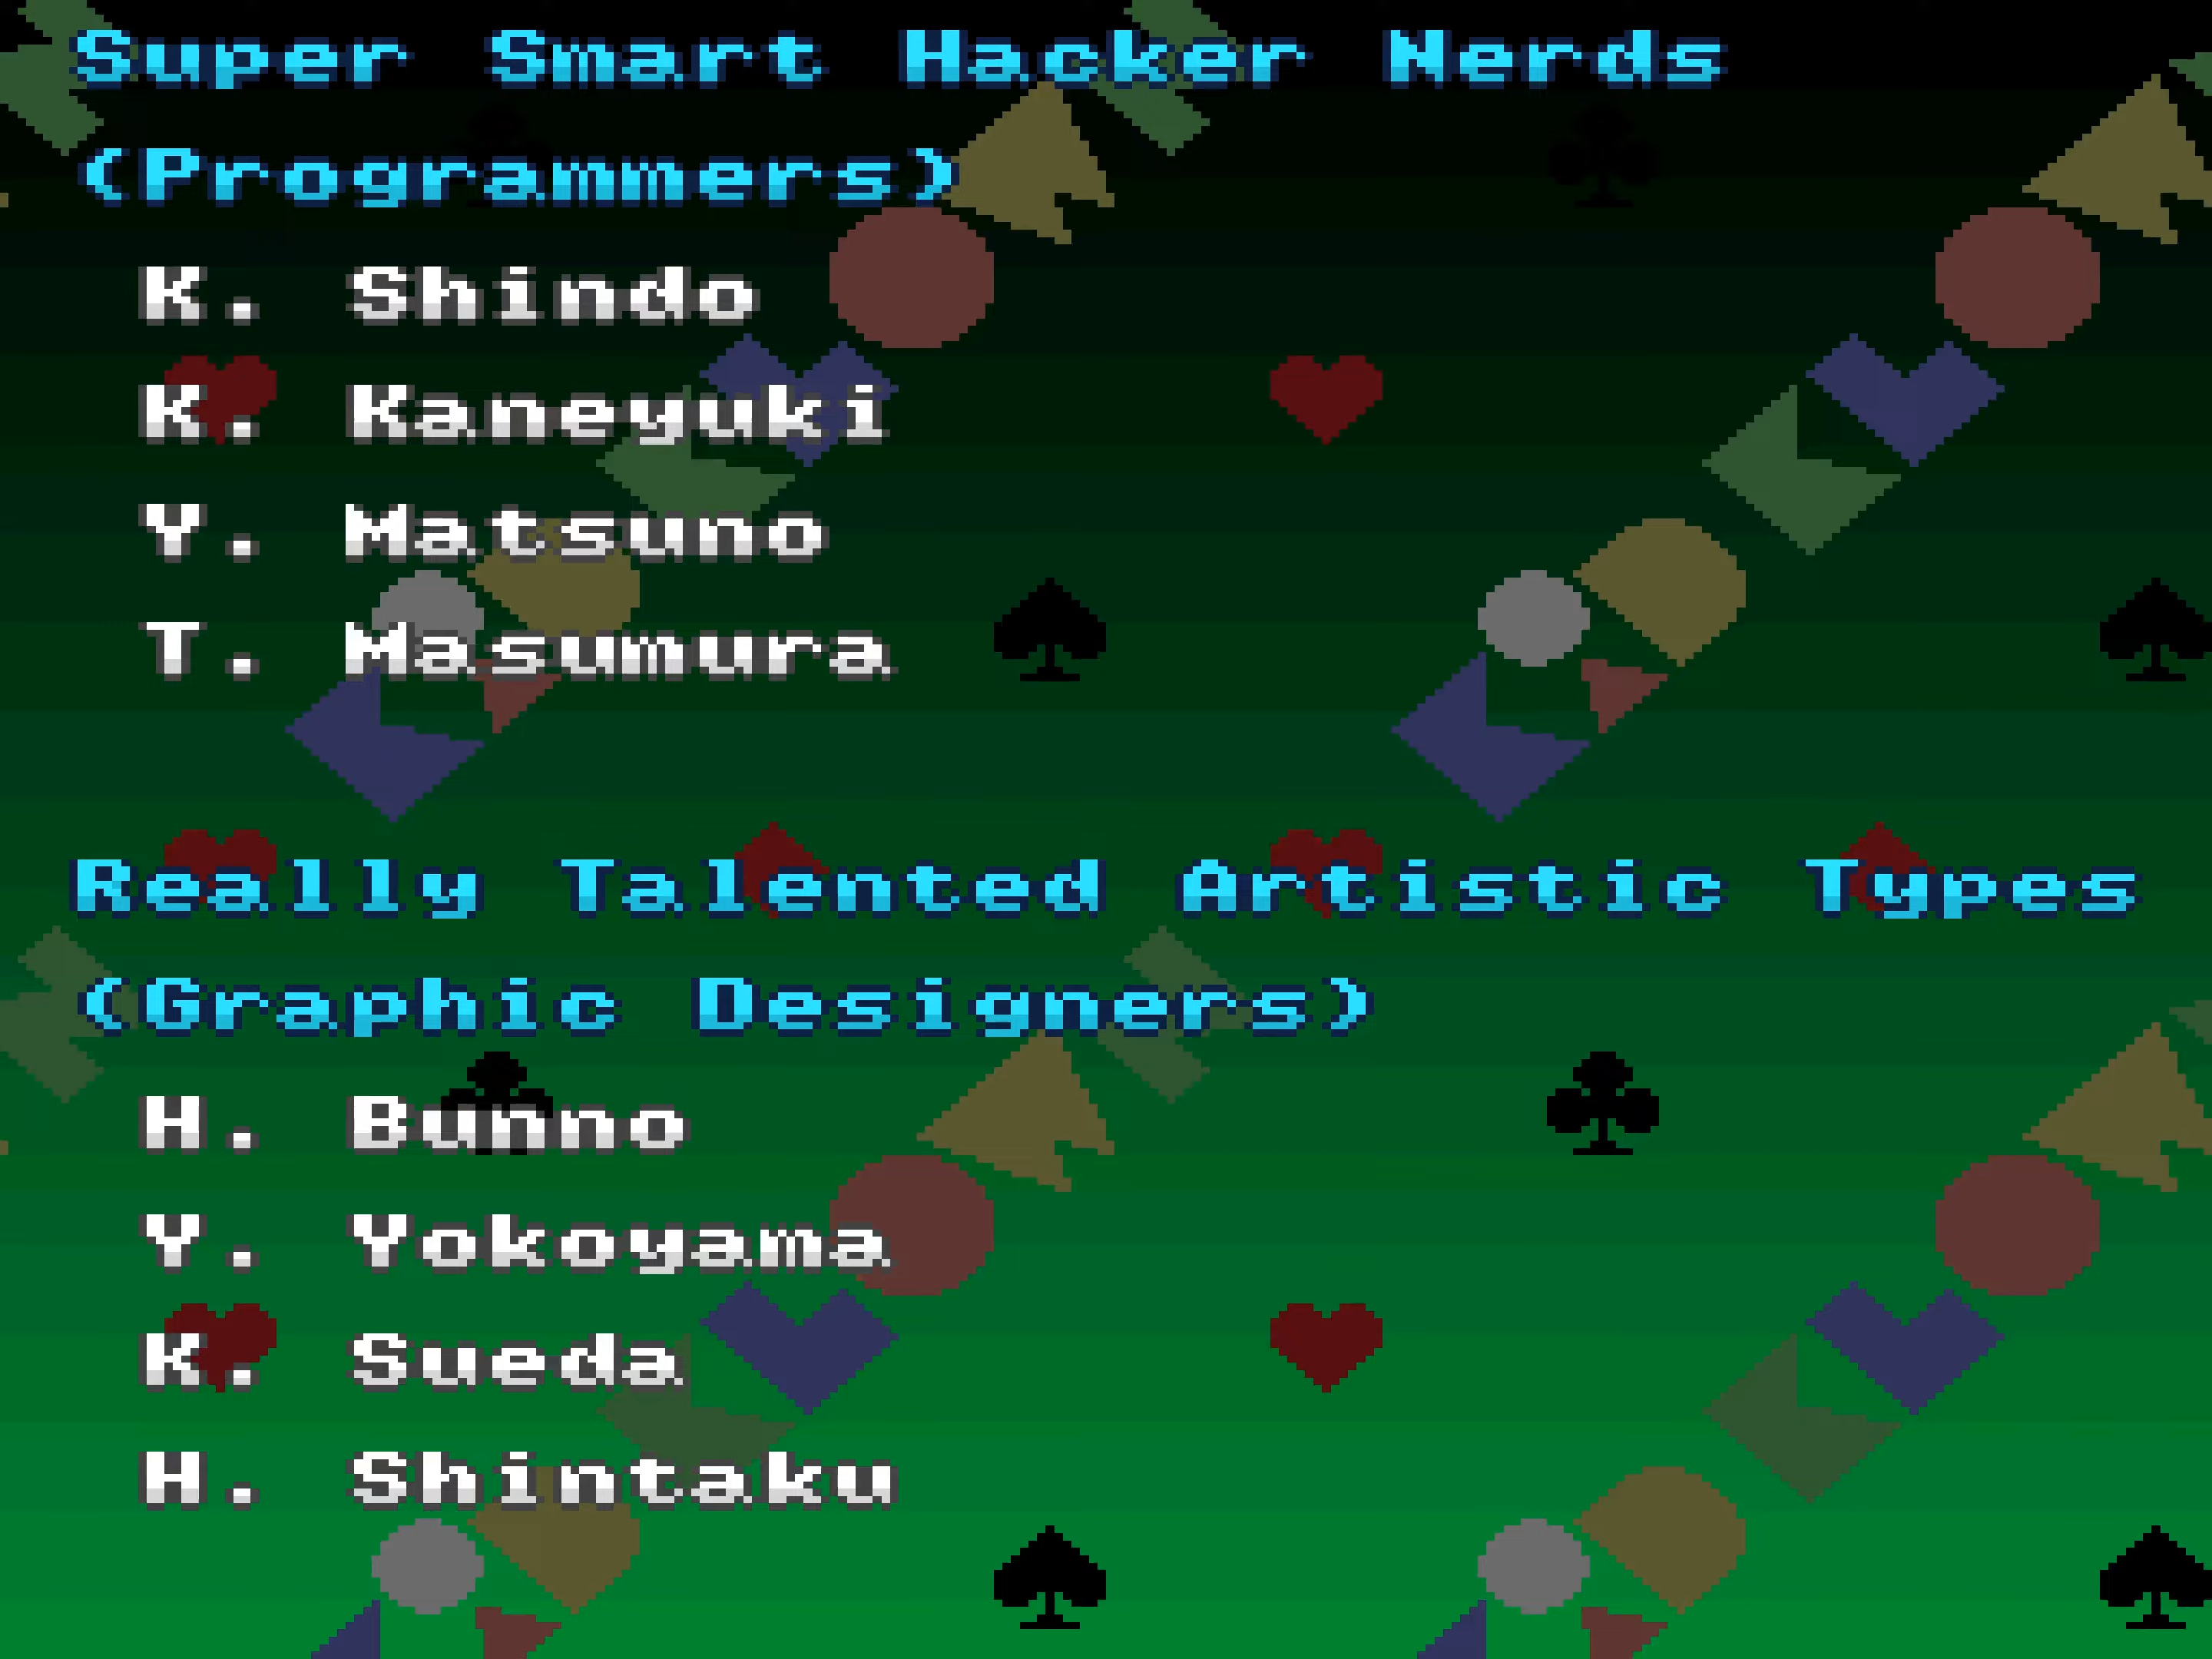 Super Smart Hacker Nerds
(Programmers)
K. Shindo
K. Kaneyuki
Y. Matsuno
T. Masumura
Really Talented Artistic Types
(Graphic Designers)
H. Bunno
Y. Yokoyama
K. Sueda
H. Shintaku